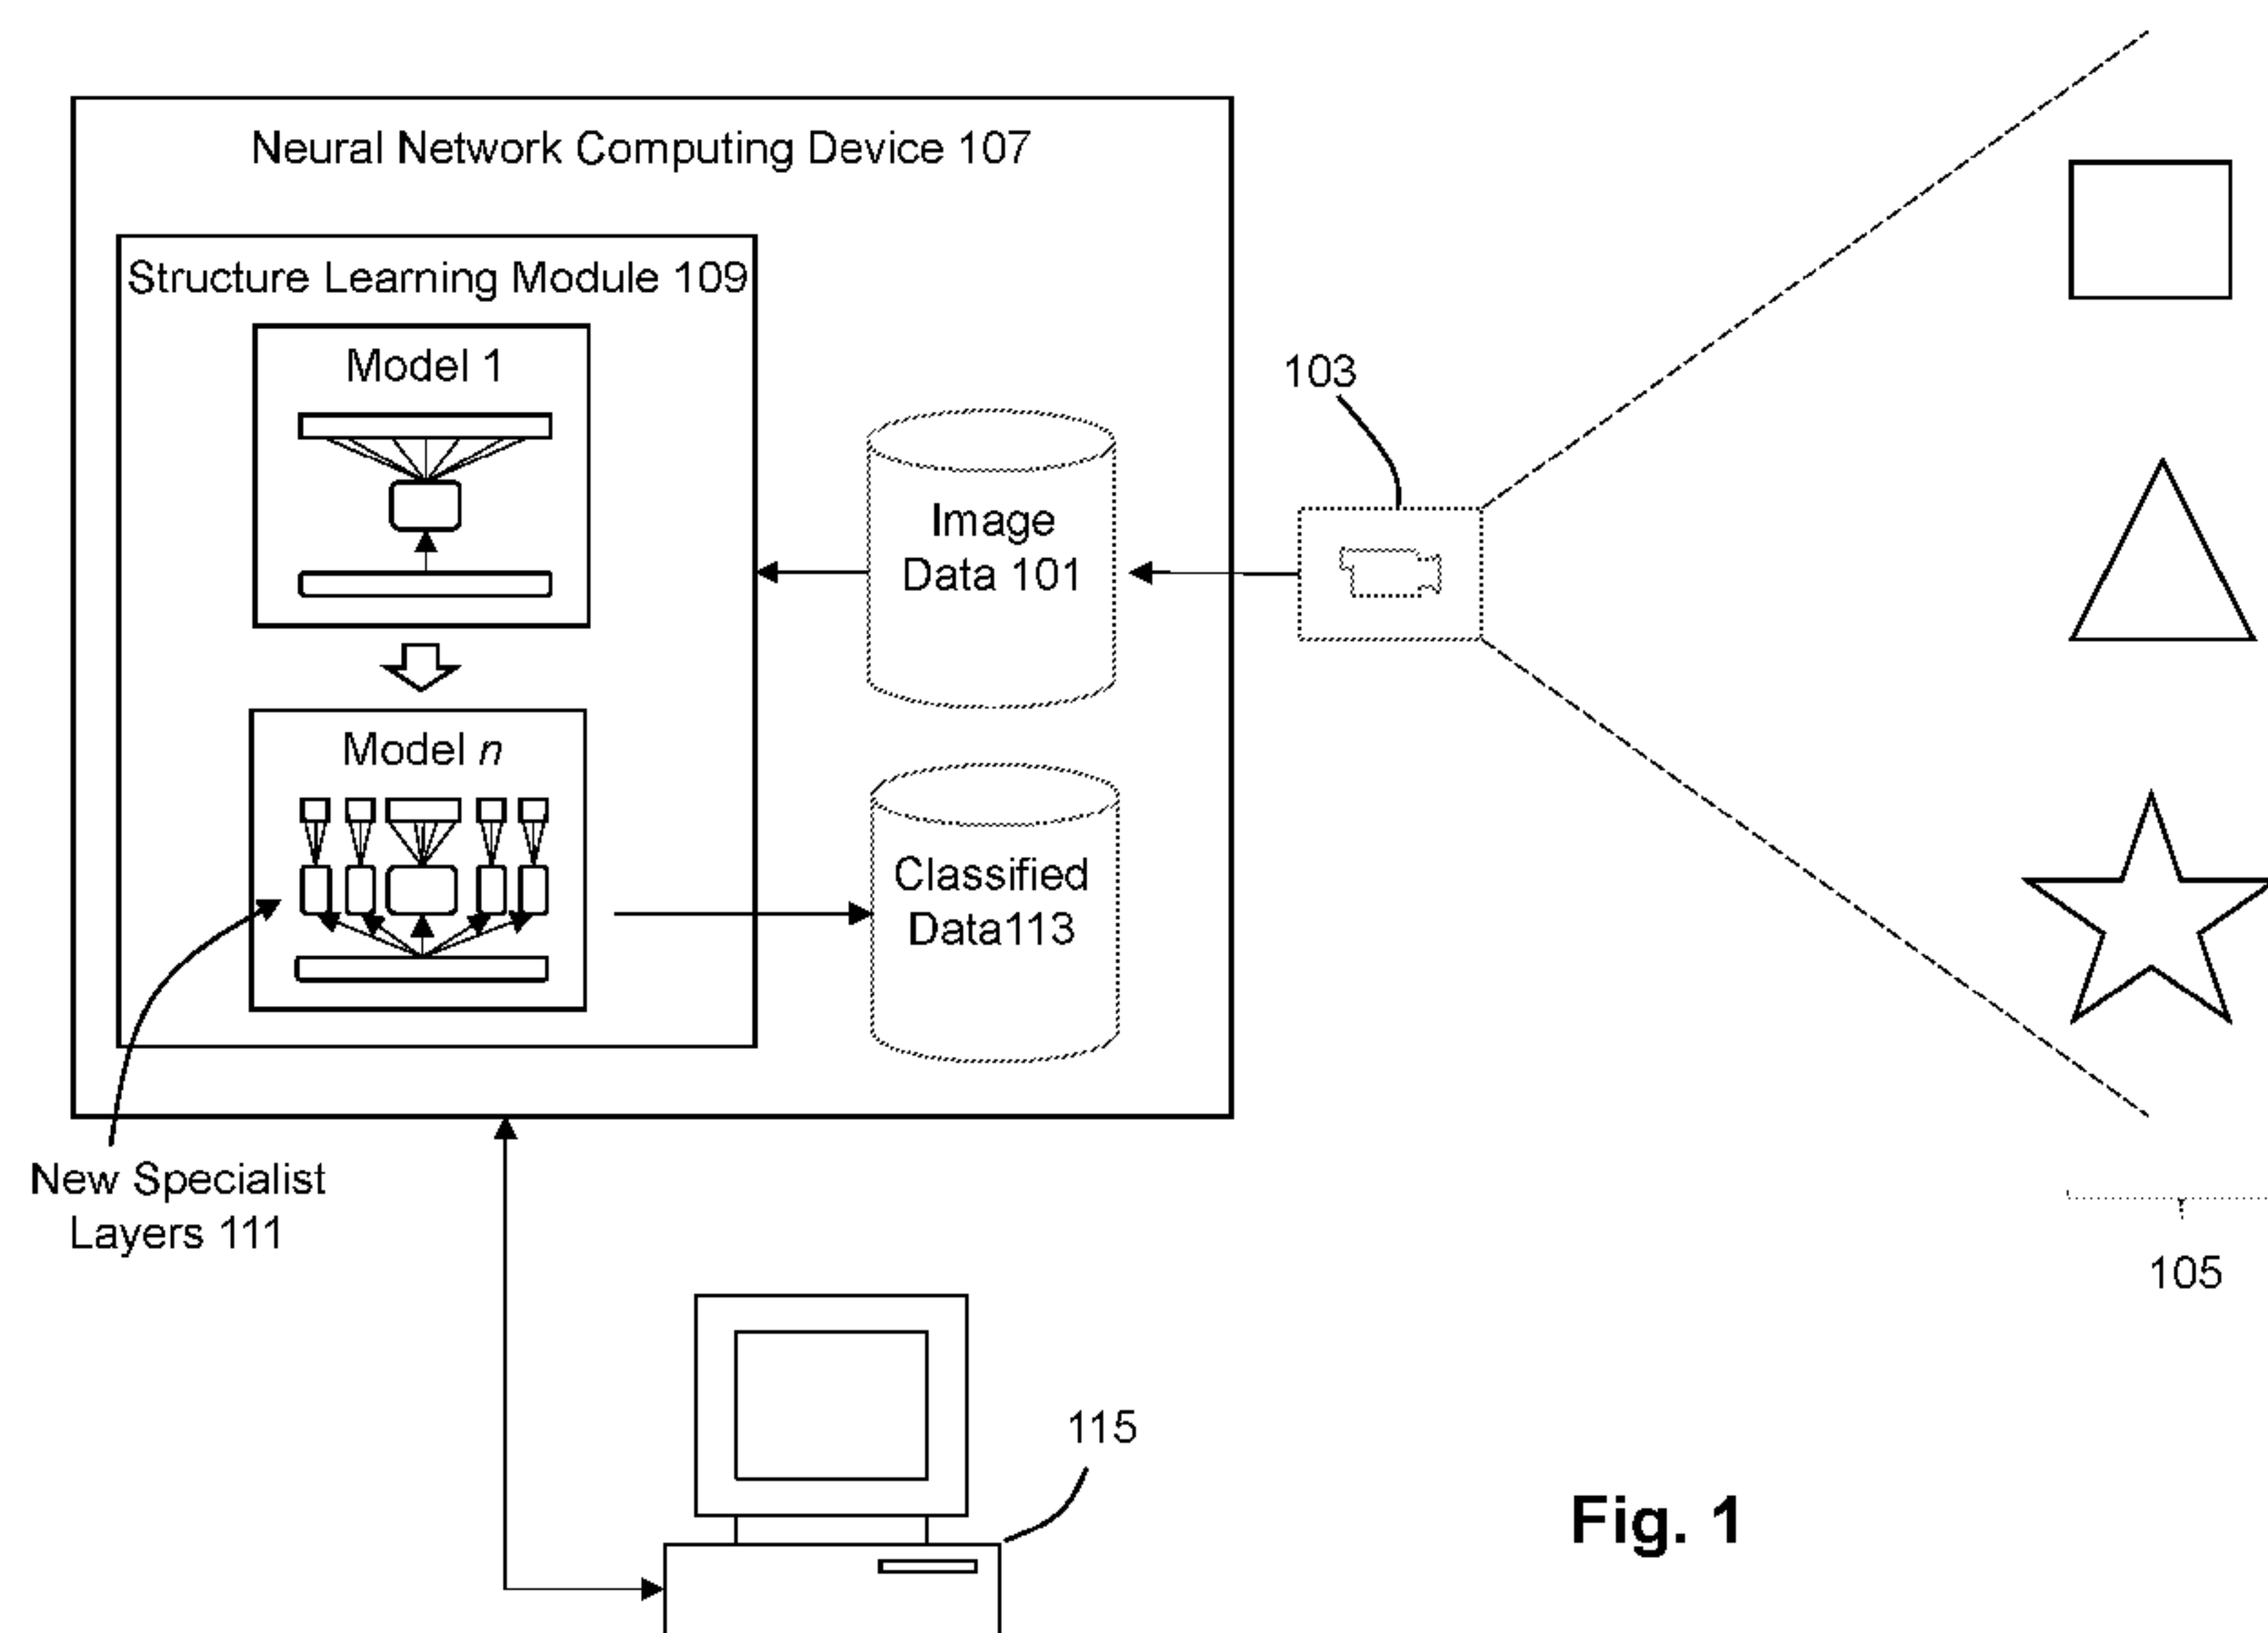 Neural Network Computing Device 107
Structure Learning Module 109
Model 1
103
Image
Data 101
Model n
Classified
Data113
New Specialist
Layers 111
105
115
Fig. 1